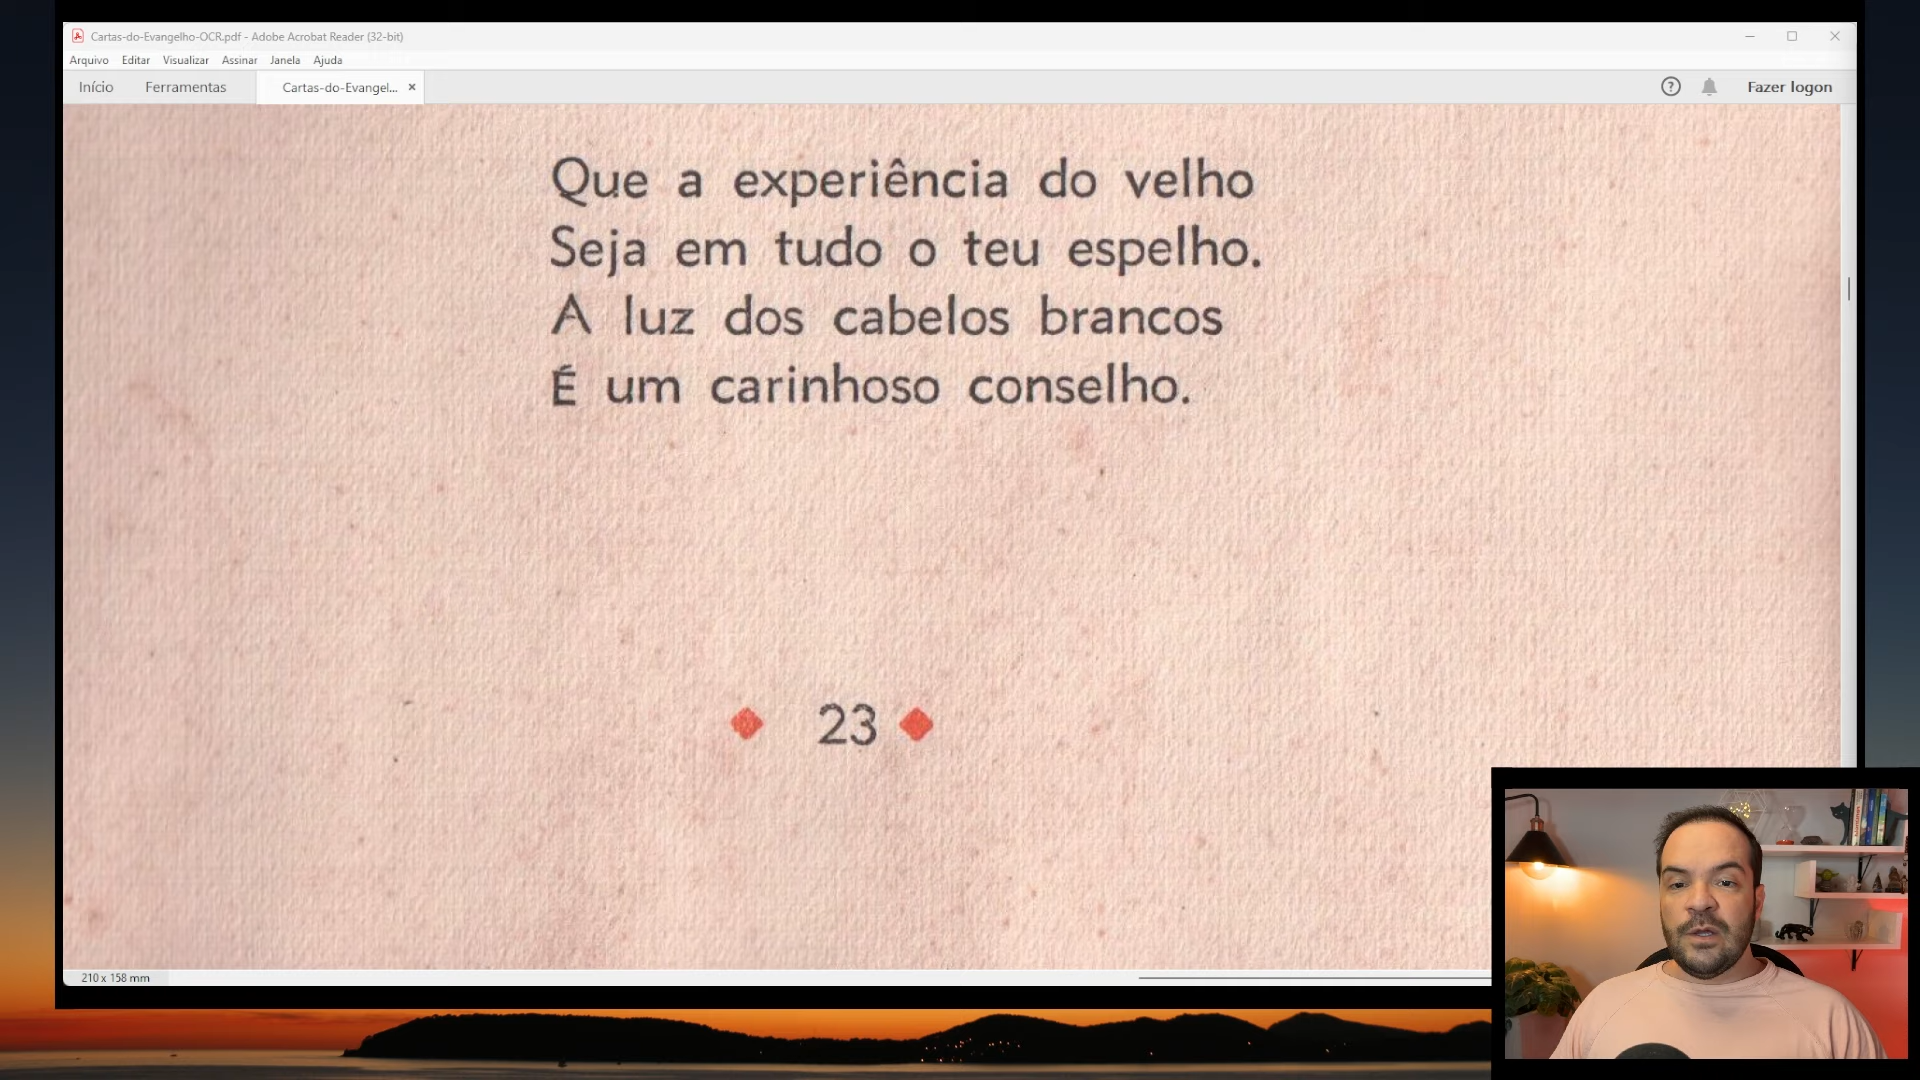 Cartas-do-Evangelho-OCR.pdf - Adobe Acrobat Reader (32-bit)
Arquivo Editar Visualizar Assinar Janela Ajuda
Início Ferramentas Cartas-do-Evangel... × ? Fazer logon
Que a experiência do velho
Seja em tudo o teu espelho.
A luz dos cabelos brancos
É um carinhoso conselho.
23
210 x 158 mm